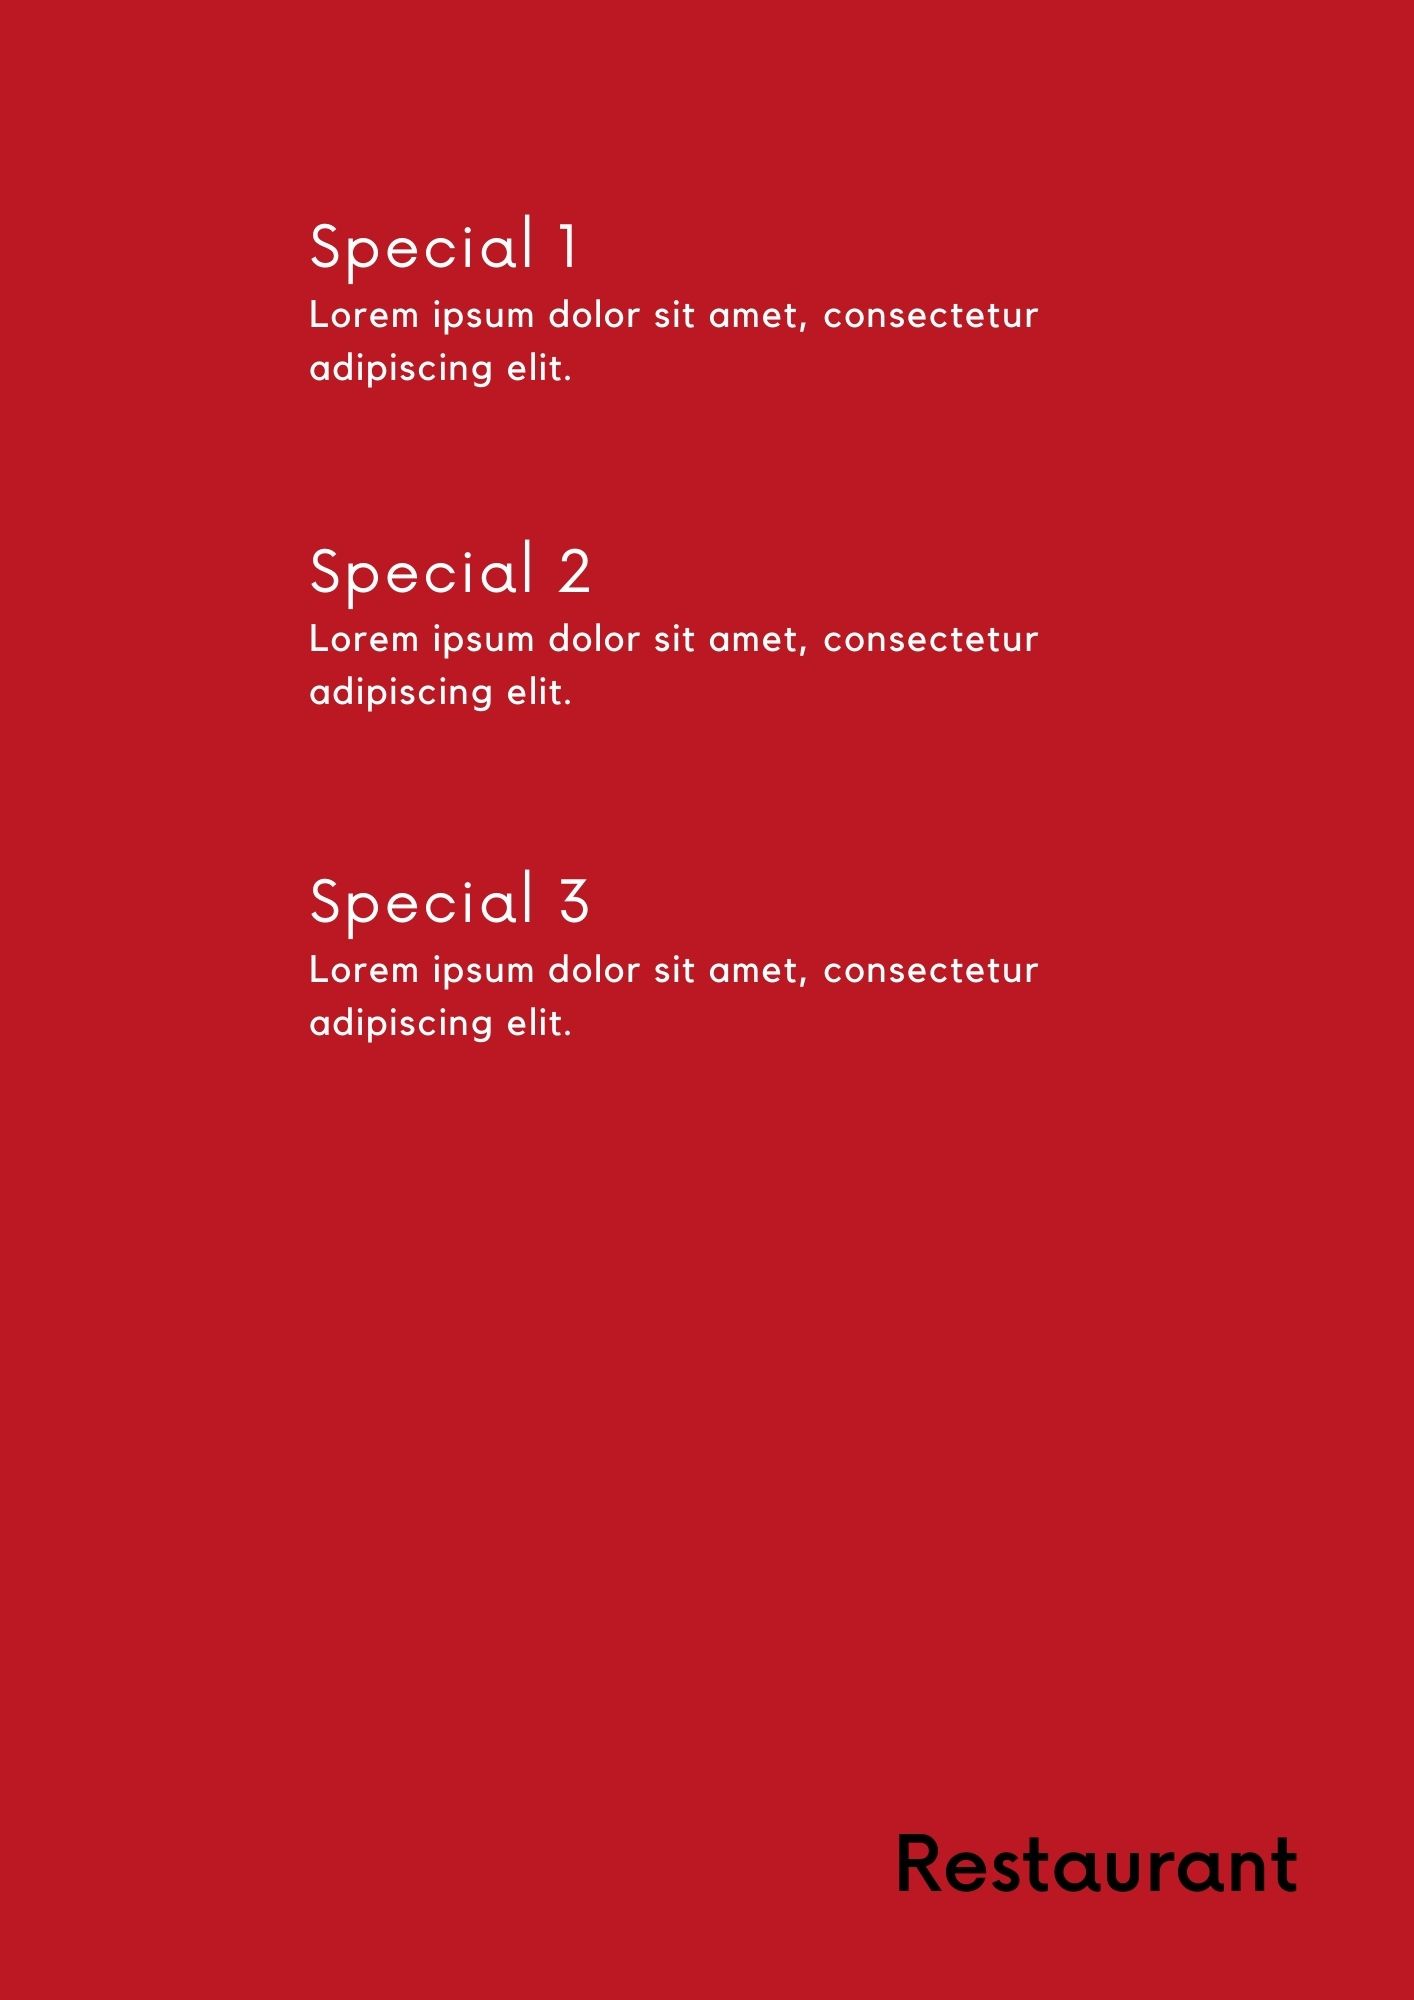 Special 1
Lorem ipsum dolor sit amet, consectetur
adipiscing elit.
Special 2
Lorem ipsum dolor sit amet, consectetur
adipiscing elit.
Special 3
Lorem ipsum dolor sit amet, consectetur
adipiscing elit.
Restaurant